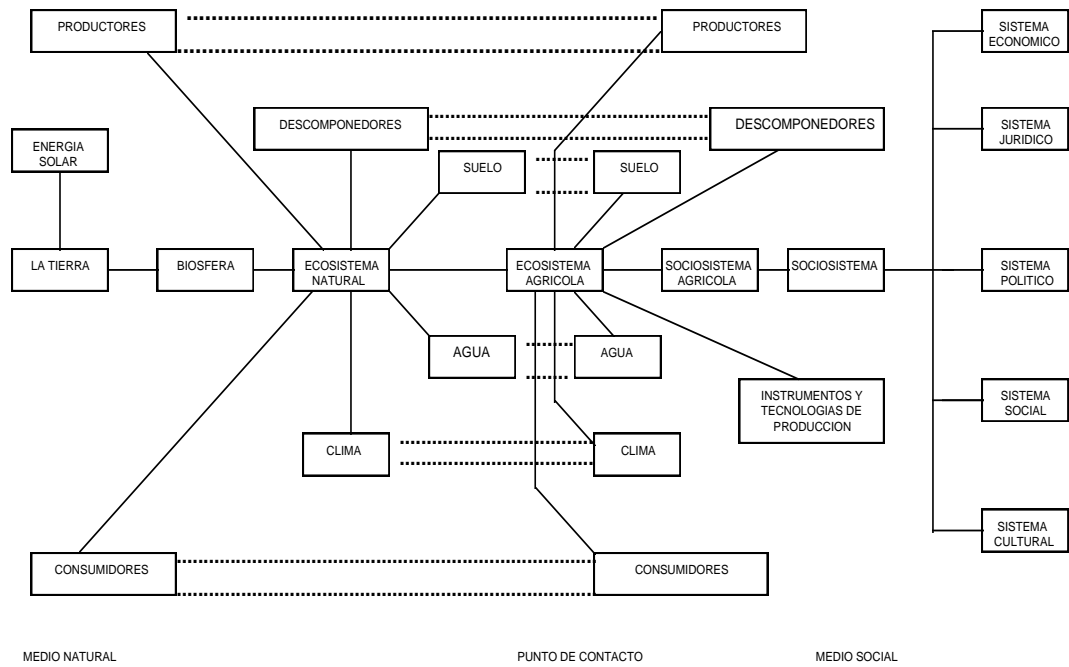 PRODUCTORES
PRODUCTORES
SISTEMA
ECONOMICO
DESCOMPONEDORES
DESCOMPONEDORES
SISTEMA
JURIDICO
ENERGIA
SOLAR
SUELO
SUELO
LA TIERRA
BIOSFERA
ECOSISTEMA
NATURAL
ECOSISTEMA
AGRICOLA
SOCIOSISTEMA
AGRICOLA
SOCIOSISTEMA
SISTEMA
POLITICO
AGUA
AGUA
INSTRUMENTOS Y
TECNOLOGIAS DE
PRODUCCION
SISTEMA
SOCIAL
CLIMA
CLIMA
SISTEMA
CULTURAL
CONSUMIDORES
CONSUMIDORES
MEDIO NATURAL
PUNTO DE CONTACTO
MEDIO SOCIAL